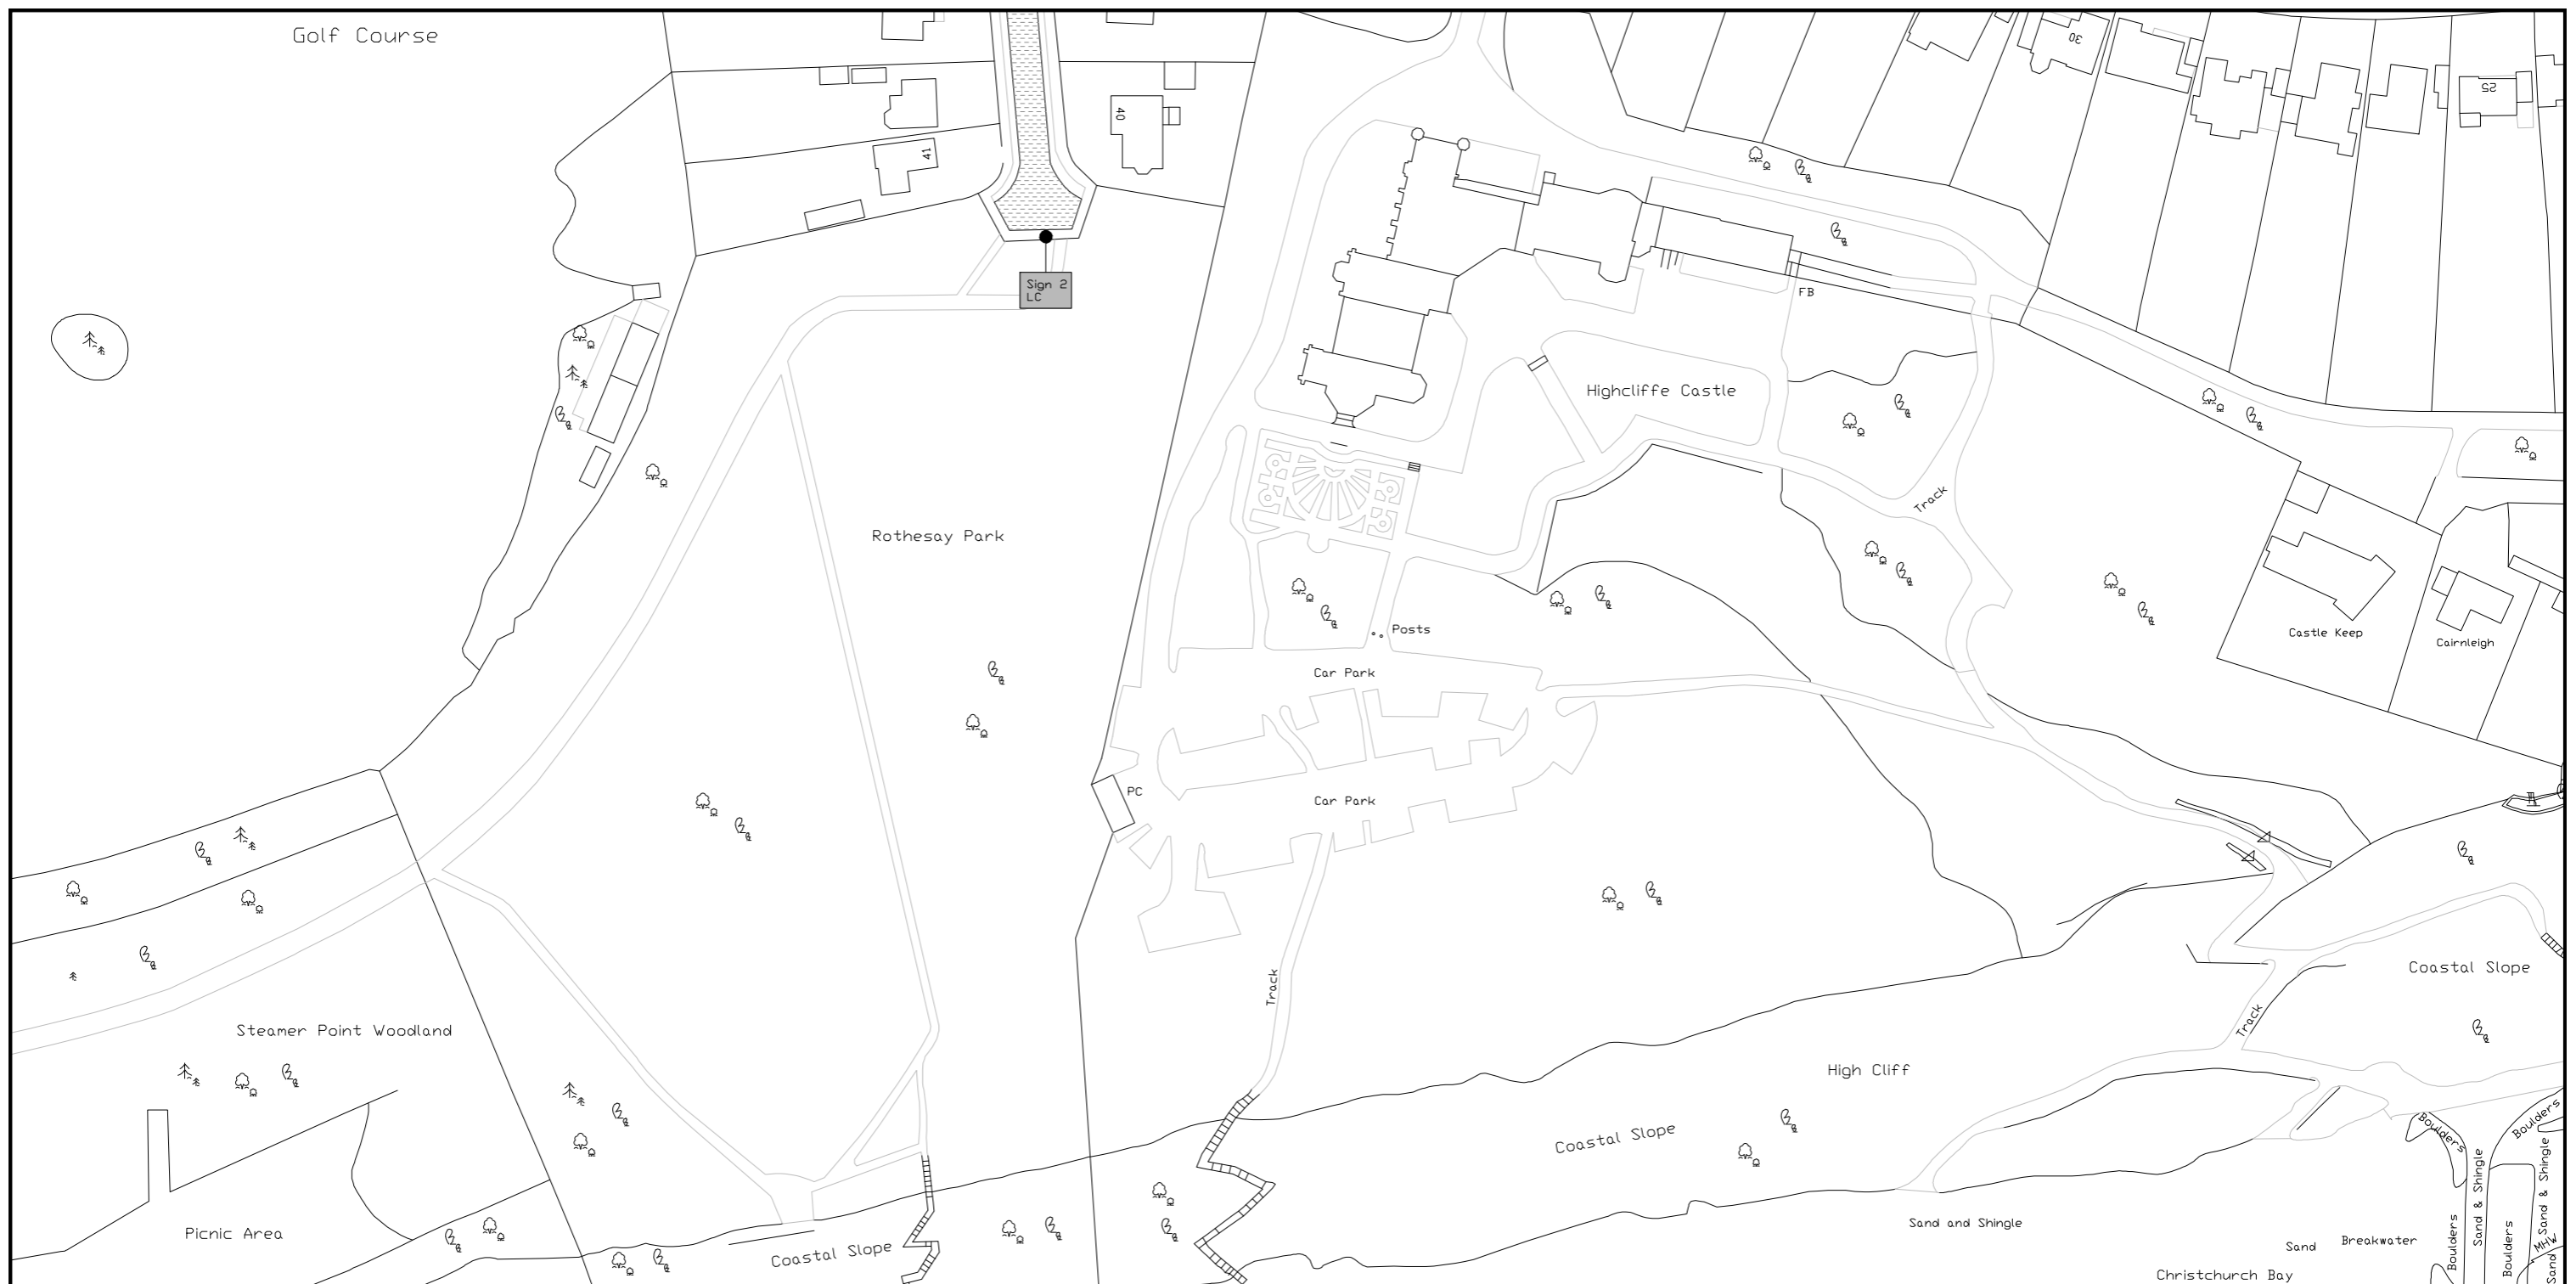 Golf Course
30
25
40
41
Sign 2
LC
FB
Highcliffe Castle
Track
Rothesay Park
Posts
Castle Keep
Cairnleigh
Car Park
PC
Car Park
Track
Coastal Slope
Steamer Point Woodland
Track
High Cliff
Boulders
Boulders
Coastal Slope
Sand & Shingle
Sand & Shingle
Picnic Area
Sand and Shingle
Breakwater
Sand
Boulders
Boulders
MHW
Coastal Slope
Sand
Christchurch Bay